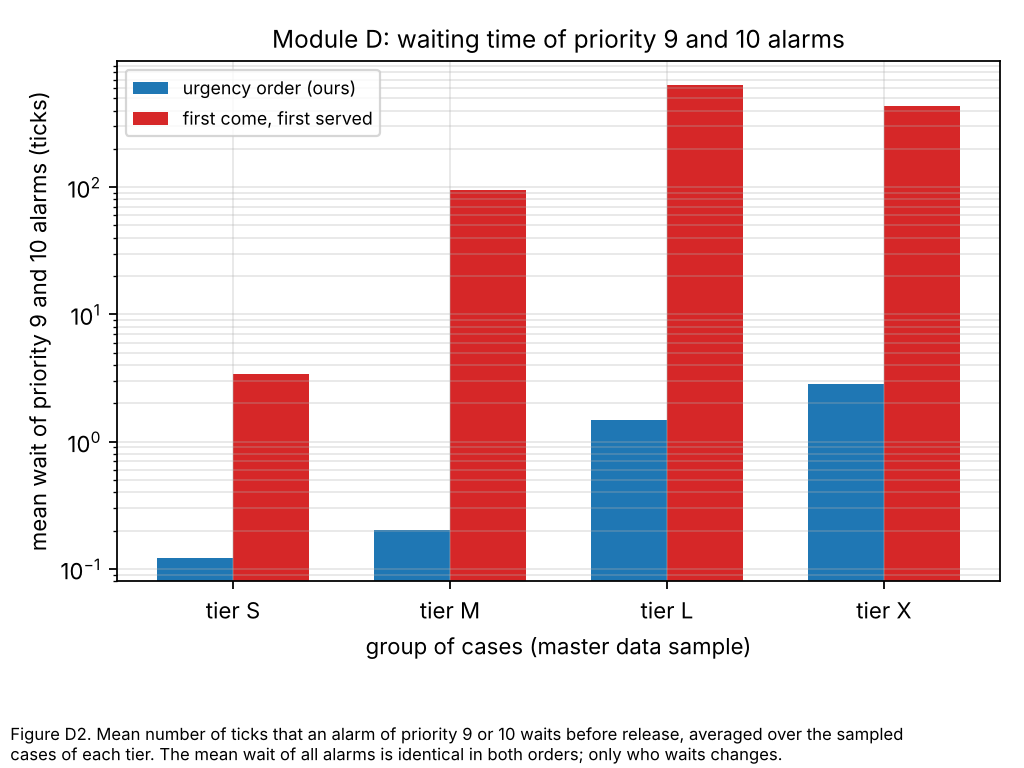 Module D: waiting time of priority 9 and 10 alarms
urgency order (ours)
first come, first served
mean wait of priority 9 and 10 alarms (ticks)
10²
10¹
10⁰
10⁻¹
tier S
tier M
tier L
tier X
group of cases (master data sample)
Figure D2. Mean number of ticks that an alarm of priority 9 or 10 waits before release, averaged over the sampled
cases of each tier. The mean wait of all alarms is identical in both orders; only who waits changes.